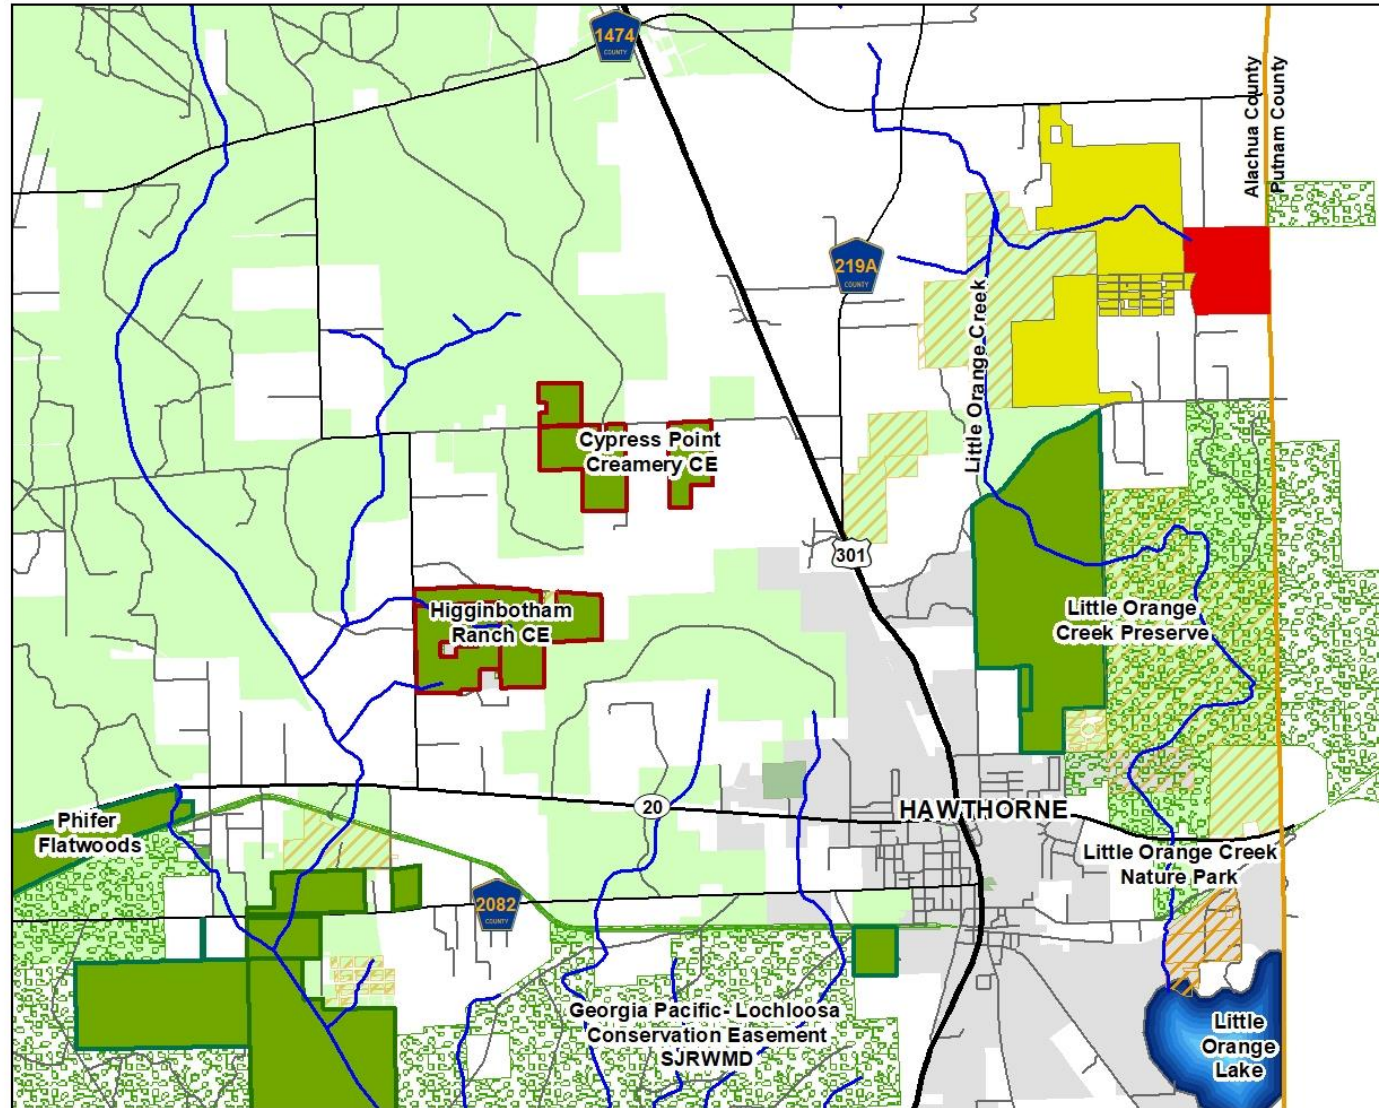 1474
COUNTY
Alachua County
Putnam County
219A
COUNTY
Little Orange Creek
Cypress Point
Creamery CE
301
Higginbotham
Ranch CE
Little Orange
Creek Preserve
20
HAWTHORNE
Phifer
Flatwoods
Little Orange Creek
Nature Park
2082
COUNTY
Georgia Pacific- Lochloosa
Conservation Easement
SJRWMD
Little
Orange
Lake